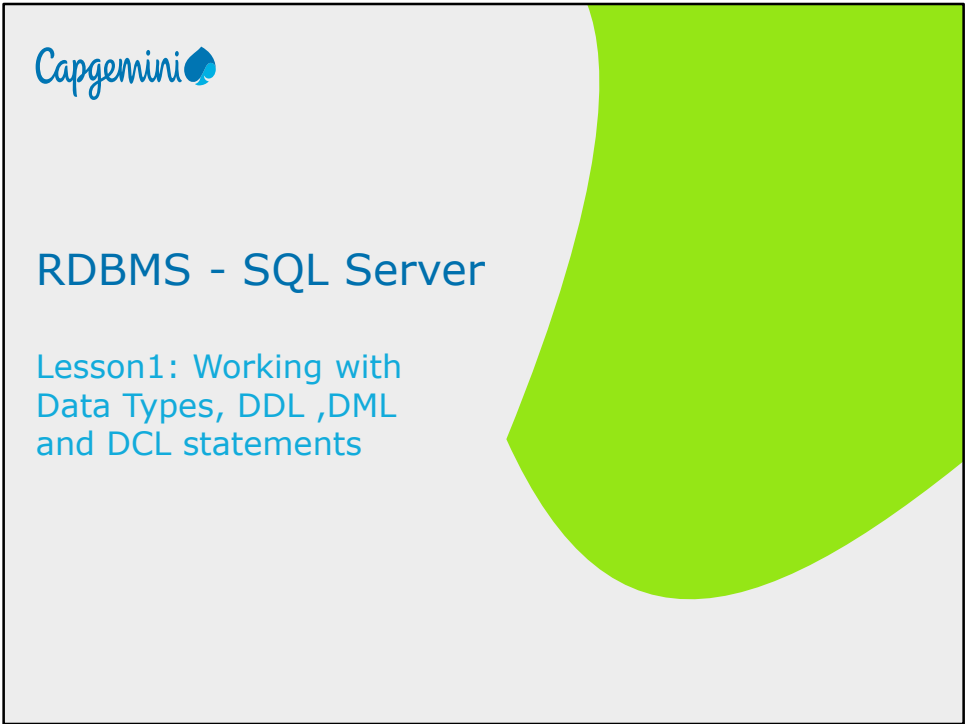 Capgemini
RDBMS - SQL Server
Lesson1: Working with
Data Types, DDL ,DML
and DCL statements